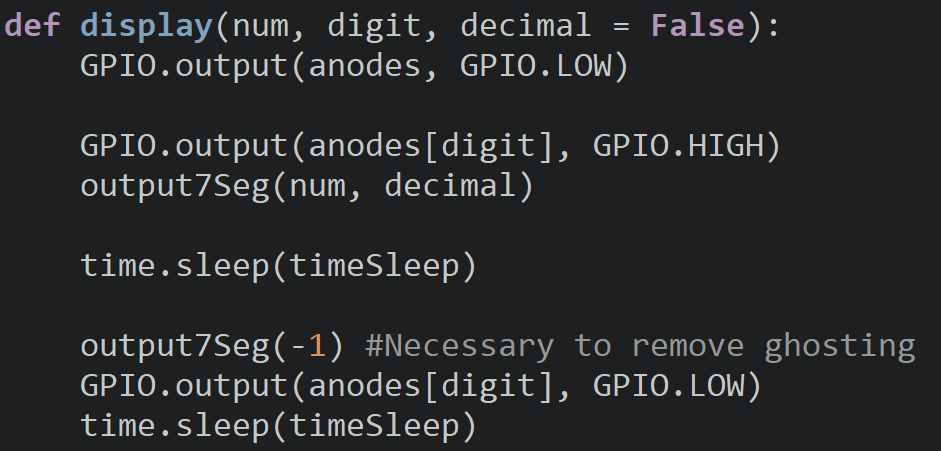 def display(num, digit, decimal = False):
    GPIO.output(anodes, GPIO.LOW)
    GPIO.output(anodes[digit], GPIO.HIGH)
    output7Seg(num, decimal)
    time.sleep(timeSleep)
    output7Seg(-1) #Necessary to remove ghosting
    GPIO.output(anodes[digit], GPIO.LOW)
    time.sleep(timeSleep)